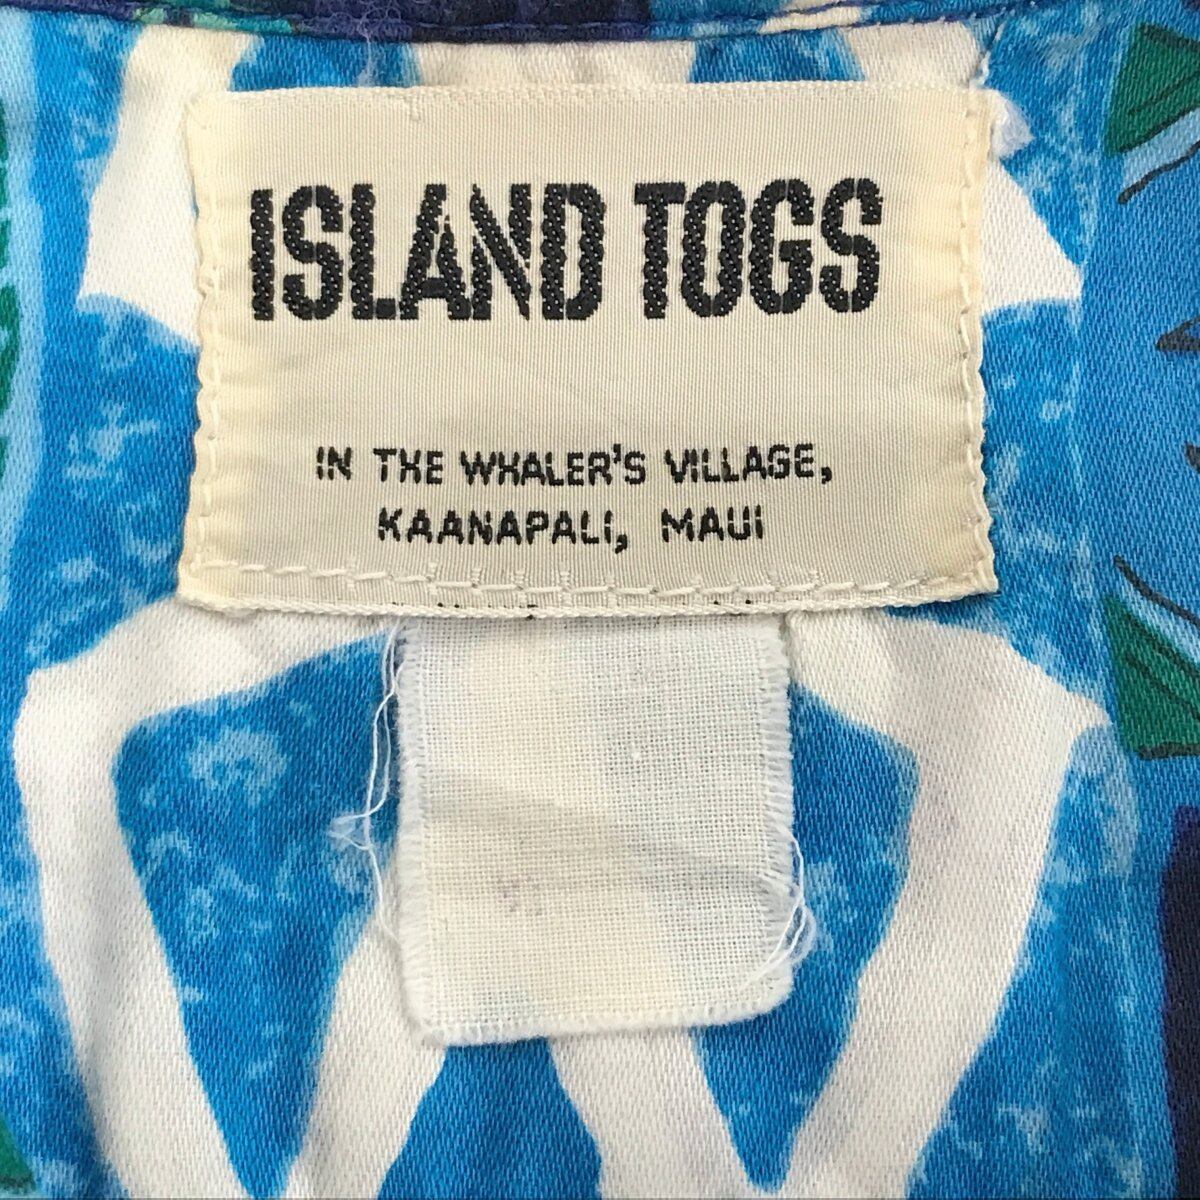 ISLAND TOGS
IN THE WHALER'S VILLAGE,
KAANAPALI, MAUI